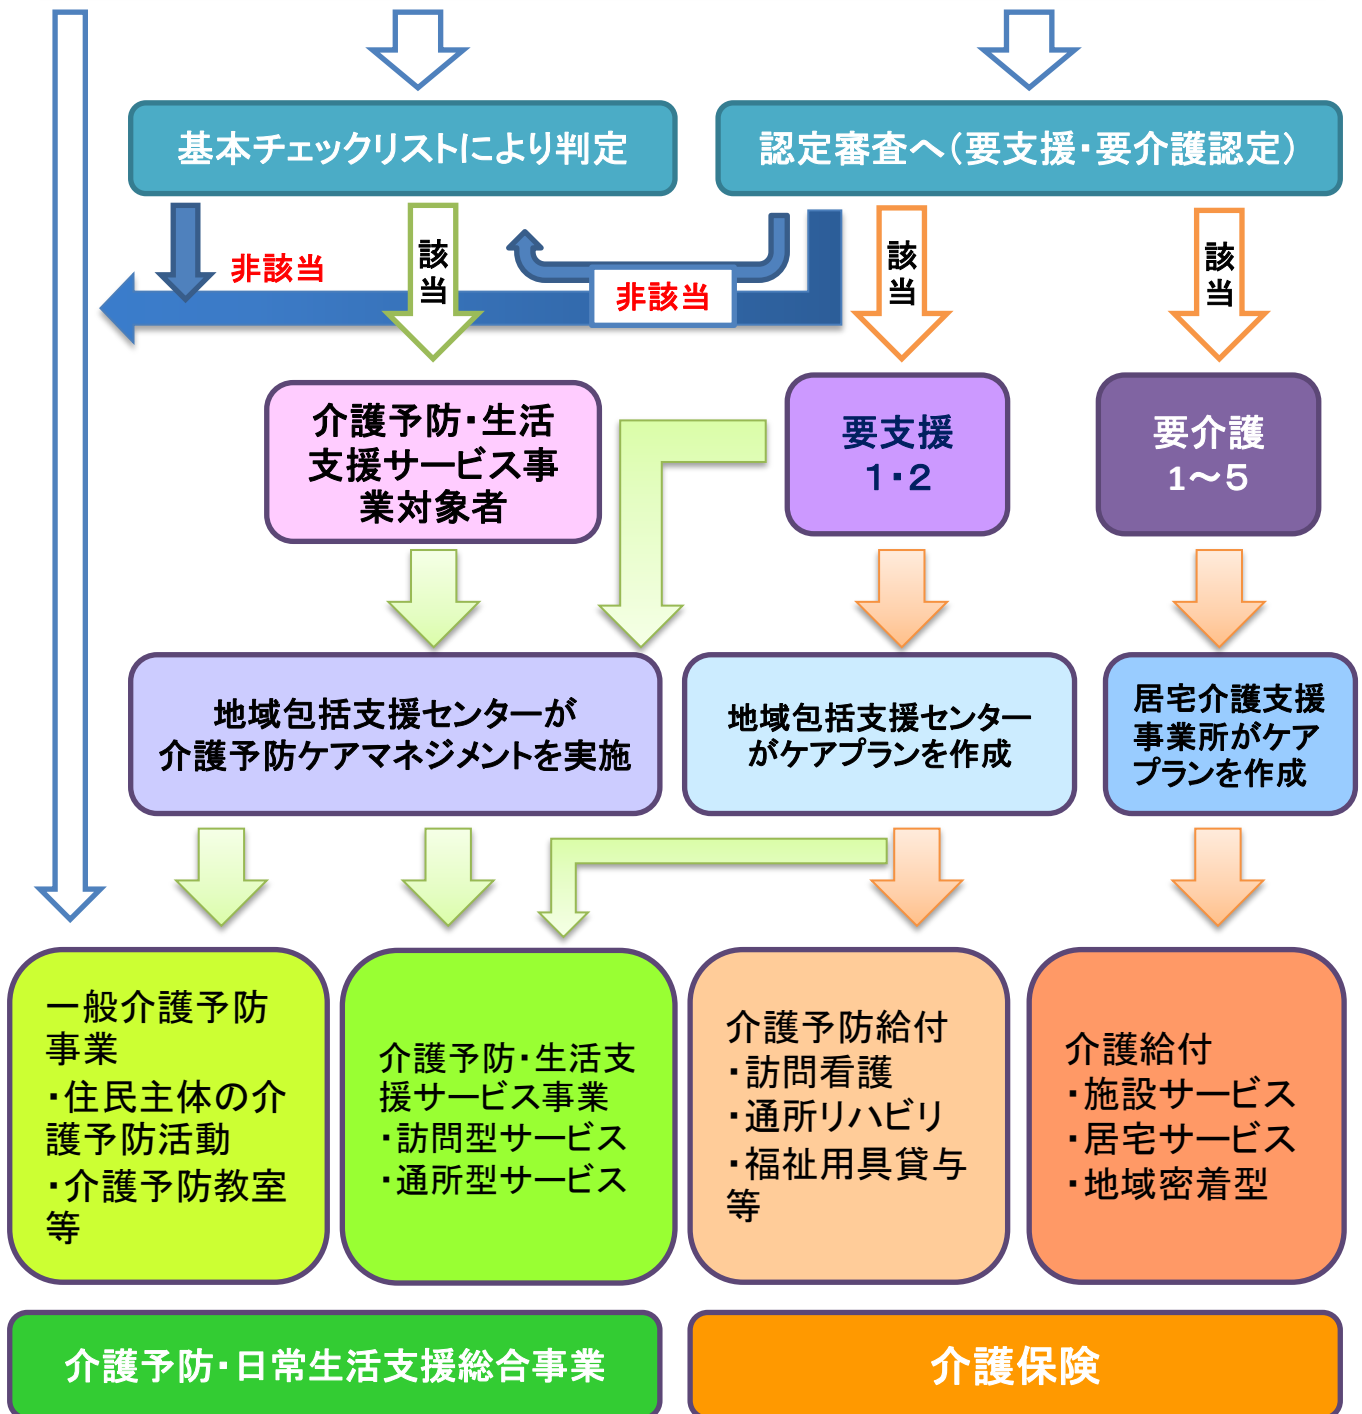 基本チェックリストにより判定
認定審査へ(要支援・要介護認定)
該当
非該当
非該当
該当
該当
介護予防・生活
支援サービス事
業対象者
要支援
1・2
要介護
1～5
地域包括支援センターが
介護予防ケアマネジメントを実施
地域包括支援センター
がケアプランを作成
居宅介護支援
事業所がケア
プランを作成
一般介護予防
事業
・住民主体の介
護予防活動
・介護予防教室
等
介護予防・生活支
援サービス事業
・訪問型サービス
・通所型サービス
介護予防給付
・訪問看護
・通所リハビリ
・福祉用具貸与
等
介護給付
・施設サービス
・居宅サービス
・地域密着型
介護予防・日常生活支援総合事業
介護保険